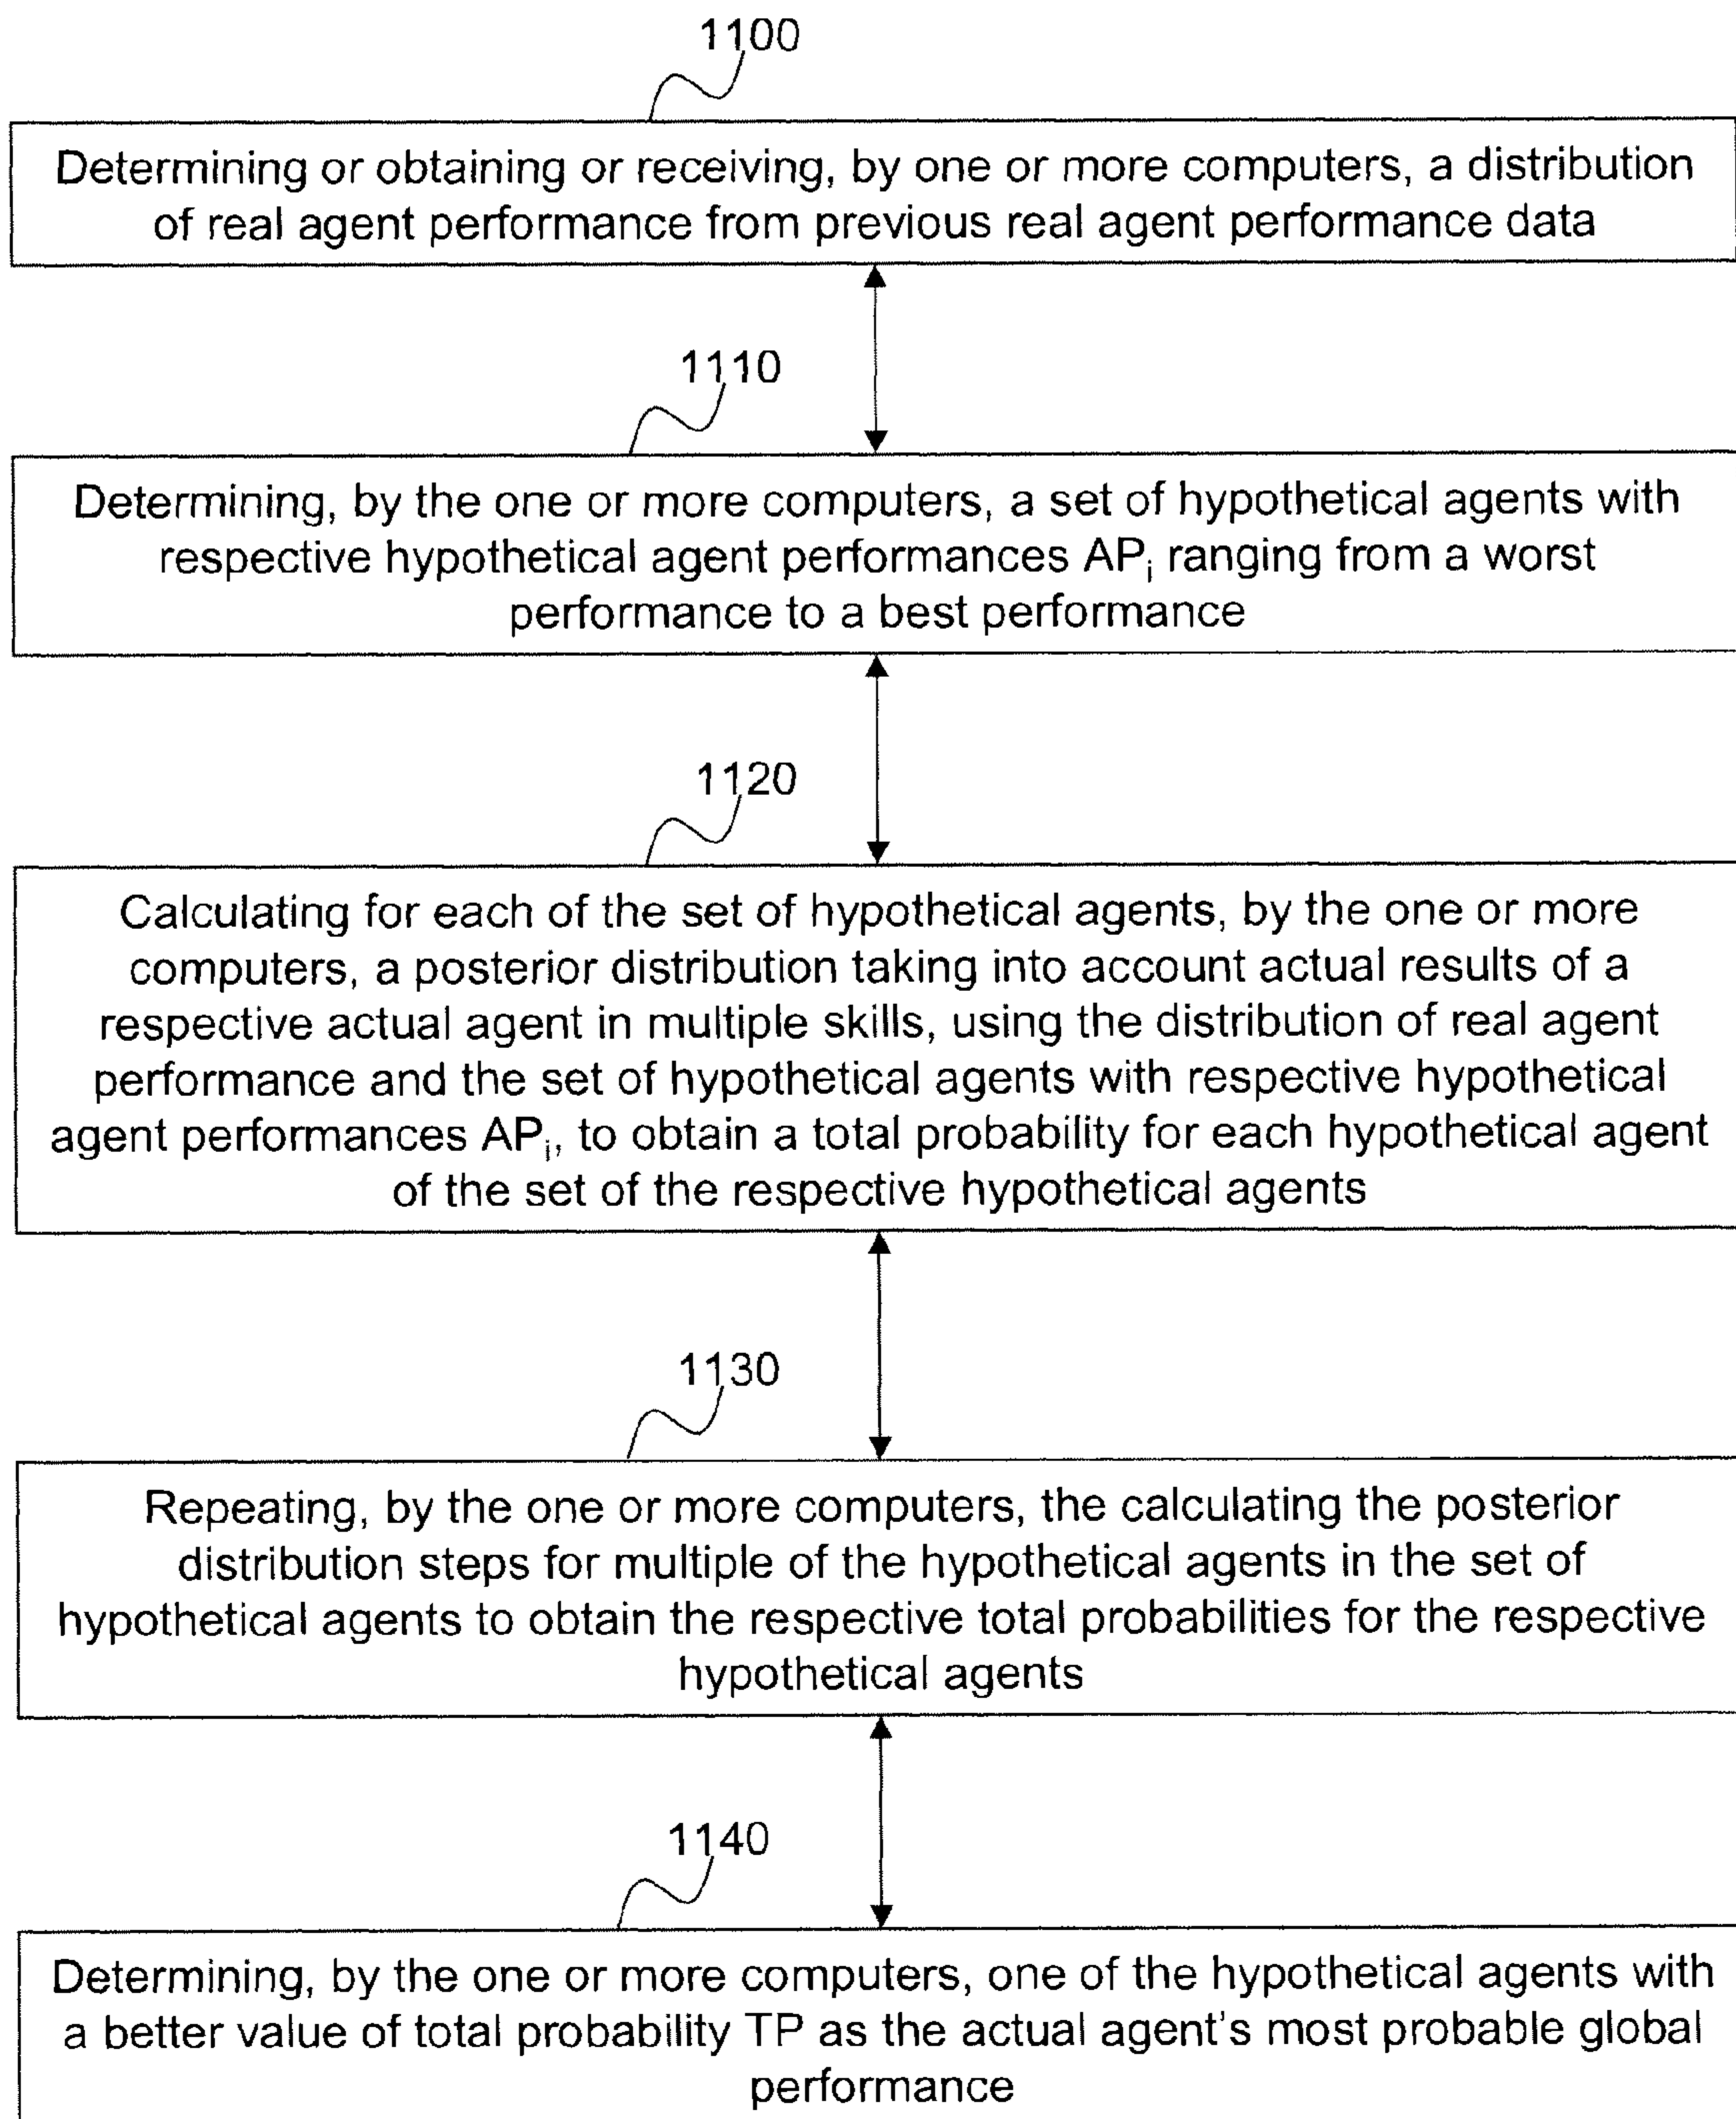 1100
Determining or obtaining or receiving, by one or more computers, a distribution
of real agent performance from previous real agent performance data
1110
Determining, by the one or more computers, a set of hypothetical agents with
respective hypothetical agent performances APi ranging from a worst
performance to a best performance
1120
Calculating for each of the set of hypothetical agents, by the one or more
computers, a posterior distribution taking into account actual results of a
respective actual agent in multiple skills, using the distribution of real agent
performance and the set of hypothetical agents with respective hypothetical
agent performances APi, to obtain a total probability for each hypothetical agent
of the set of the respective hypothetical agents
1130
Repeating, by the one or more computers, the calculating the posterior
distribution steps for multiple of the hypothetical agents in the set of
hypothetical agents to obtain the respective total probabilities for the respective
hypothetical agents
1140
Determining, by the one or more computers, one of the hypothetical agents with
a better value of total probability TP as the actual agent's most probable global
performance